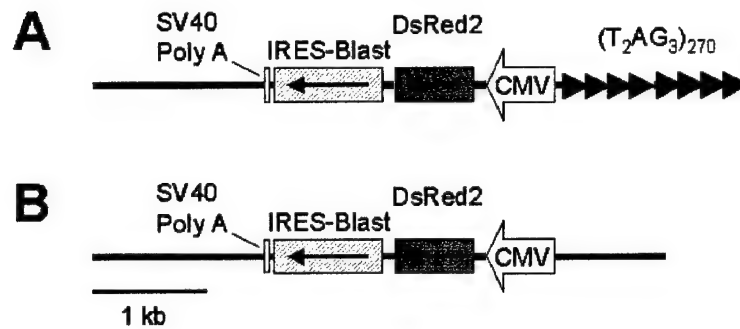 A
SV40
Poly A
IRES-Blast
DsRed2
CMV
(T₂AG₃)₂₇₀
B
SV40
Poly A
IRES-Blast
DsRed2
CMV
1 kb